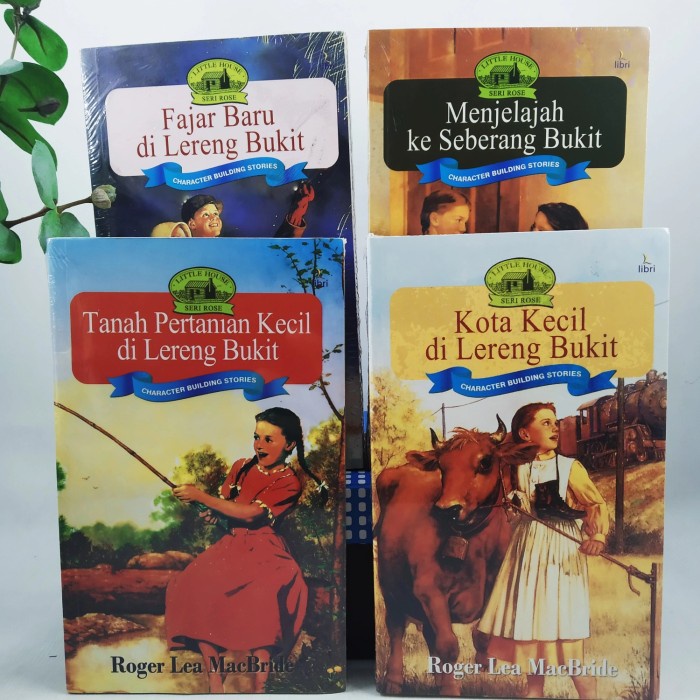 LITTLE HOUSE
SERI ROSE
Fajar Baru
di Lereng Bukit
CHARACTER BUILDING STORIES
libri
LITTLE HOUSE
SERI ROSE
Menjelajah
ke Seberang Bukit
CHARACTER BUILDING STORIES
LITTLE HOUSE
SERI ROSE
Tanah Pertanian Kecil
di Lereng Bukit
CHARACTER BUILDING STORIES
Roger Lea MacBride
libri
LITTLE HOUSE
SERI ROSE
Kota Kecil
di Lereng Bukit
CHARACTER BUILDING STORIES
Roger Lea MacBride